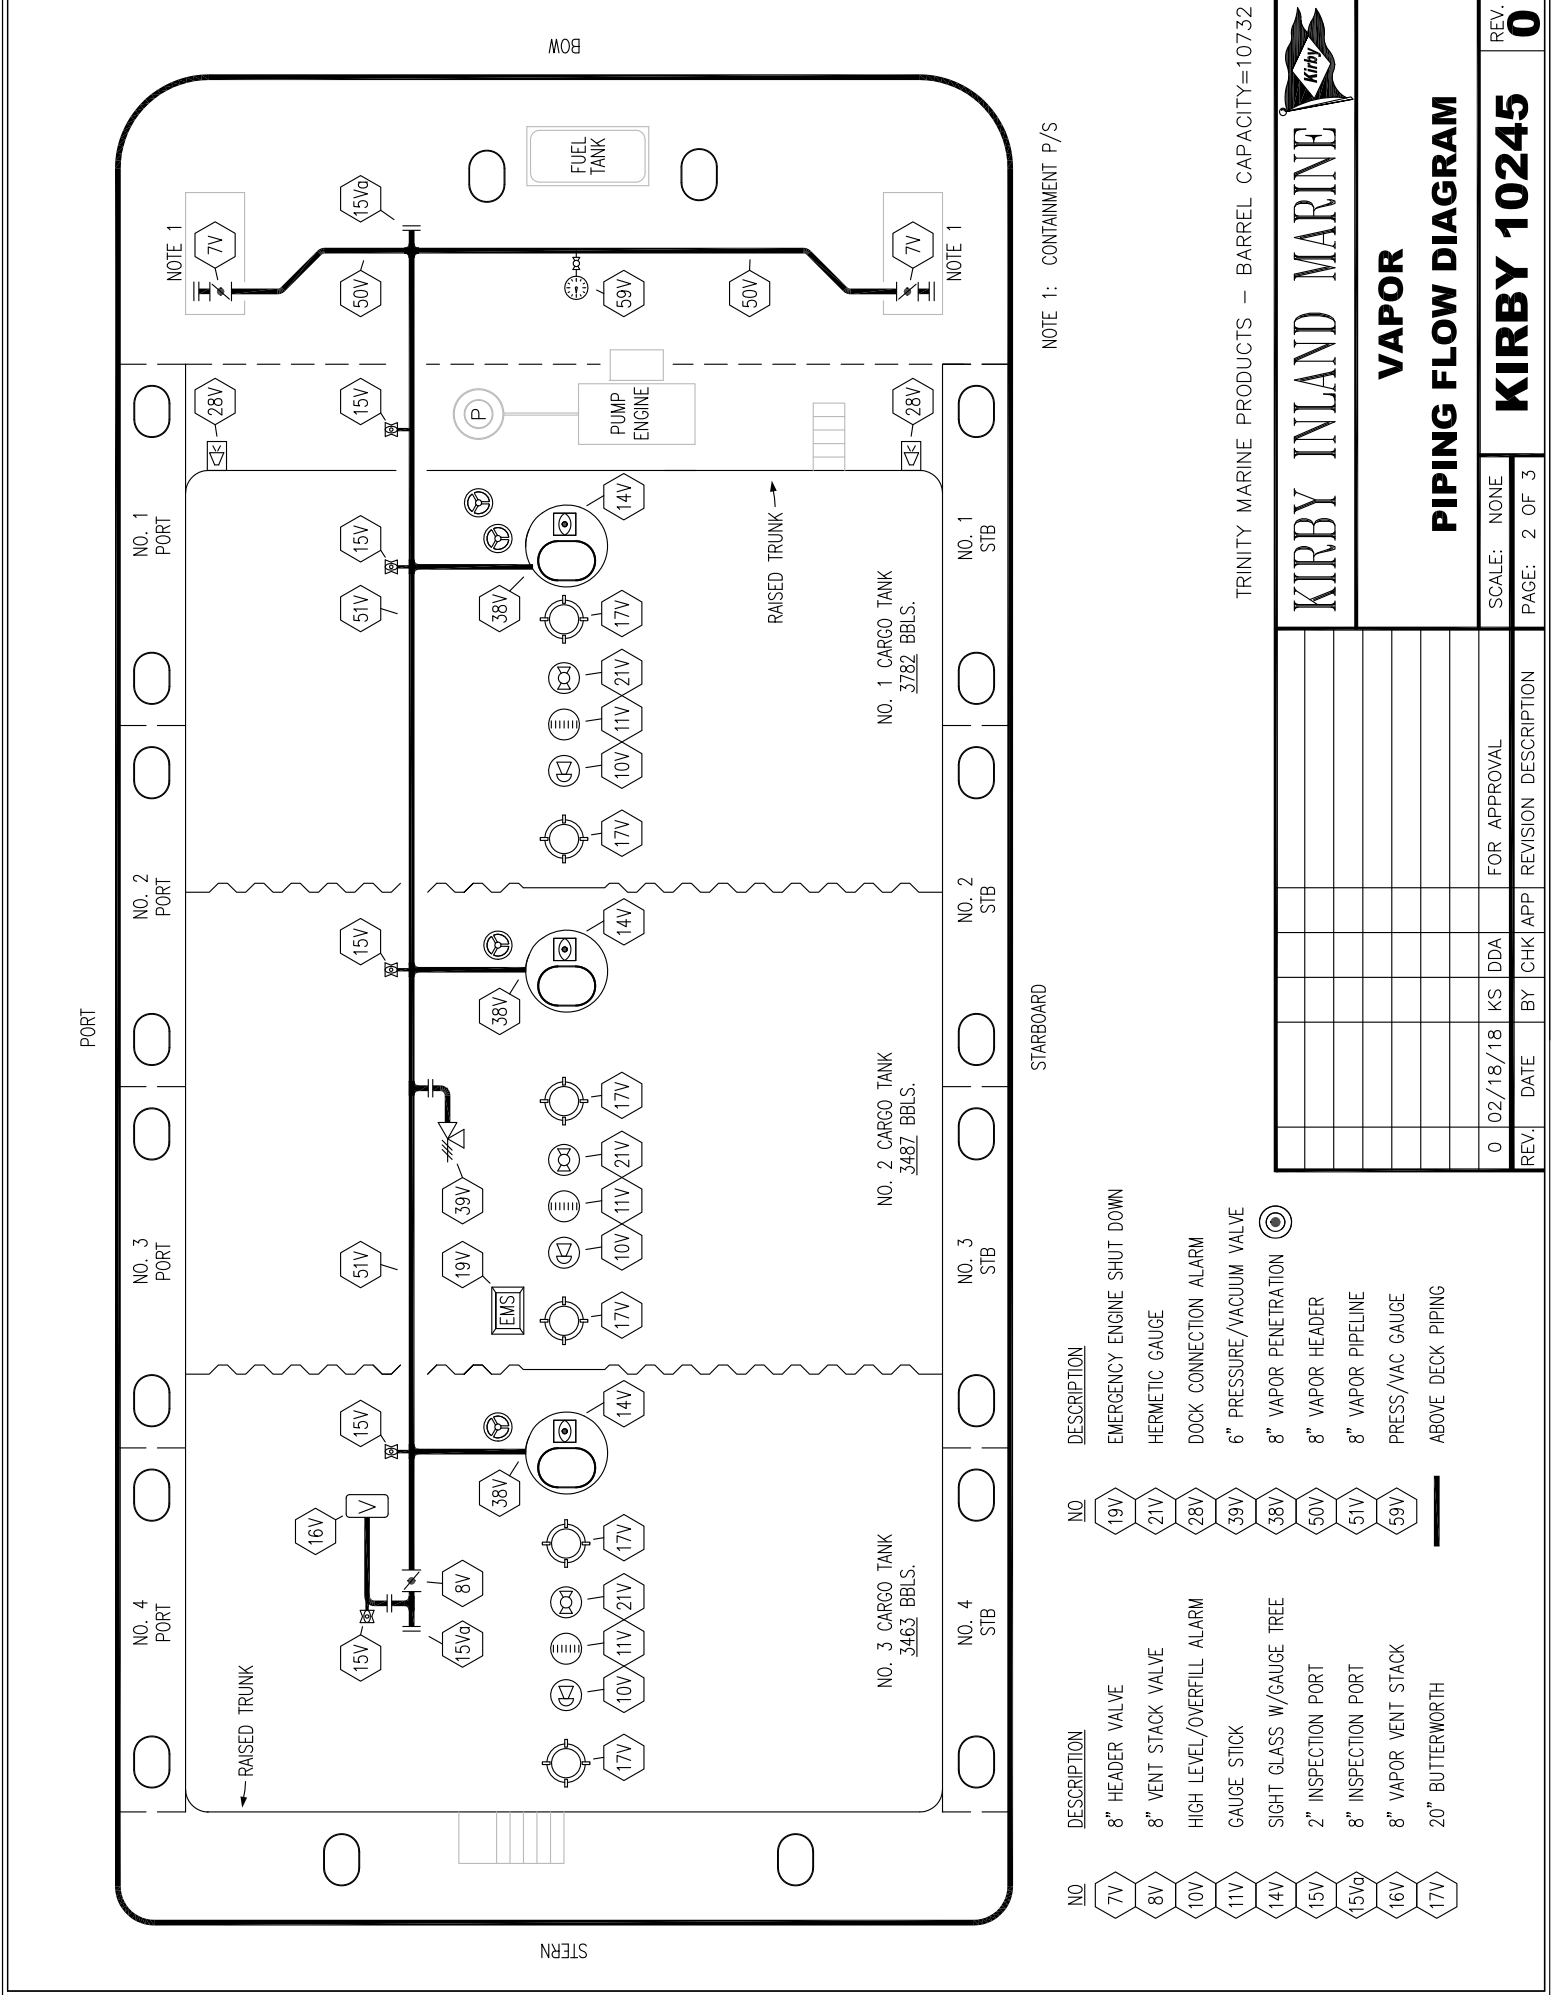 PORT
STERN
BOW
STARBOARD
NO. 4
PORT
NO. 3
PORT
NO. 2
PORT
NO. 1
PORT
RAISED TRUNK
15V
16V
15Va
8V
15V
38V
14V
17V
10V
11V
21V
17V
V
NO. 3 CARGO TANK
3463 BBLS.
51V
19V
EMS
39V
15V
38V
14V
17V
10V
11V
21V
17V
NO. 2 CARGO TANK
3487 BBLS.
51V
15V
15V
38V
14V
17V
10V
11V
21V
17V
NO. 1 CARGO TANK
3782 BBLS.
RAISED TRUNK
28V
28V
P
PUMP
ENGINE
NOTE 1
7V
50V
15Va
59V
50V
7V
NOTE 1
FUEL
TANK
NO. 4
STB
NO. 3
STB
NO. 2
STB
NO. 1
STB
NOTE 1: CONTAINMENT P/S
NO DESCRIPTION
7V 8" HEADER VALVE
8V 8" VENT STACK VALVE
10V HIGH LEVEL/OVERFILL ALARM
11V GAUGE STICK
14V SIGHT GLASS W/GAUGE TREE
15V 2" INSPECTION PORT
15Va 8" INSPECTION PORT
16V 8" VAPOR VENT STACK
17V 20" BUTTERWORTH
NO DESCRIPTION
19V EMERGENCY ENGINE SHUT DOWN
21V HERMETIC GAUGE
28V DOCK CONNECTION ALARM
39V 6" PRESSURE/VACUUM VALVE
38V 8" VAPOR PENETRATION
50V 8" VAPOR HEADER
51V 8" VAPOR PIPELINE
59V PRESS/VAC GAUGE
ABOVE DECK PIPING
TRINITY MARINE PRODUCTS – BARREL CAPACITY=10732
KIRBY INLAND MARINE
Kirby
VAPOR
PIPING FLOW DIAGRAM
0 02/18/18 KS DDA FOR APPROVAL
REV. DATE BY CHK APP REVISION DESCRIPTION
SCALE: NONE
PAGE: 2 OF 3
KIRBY 10245
REV.
0